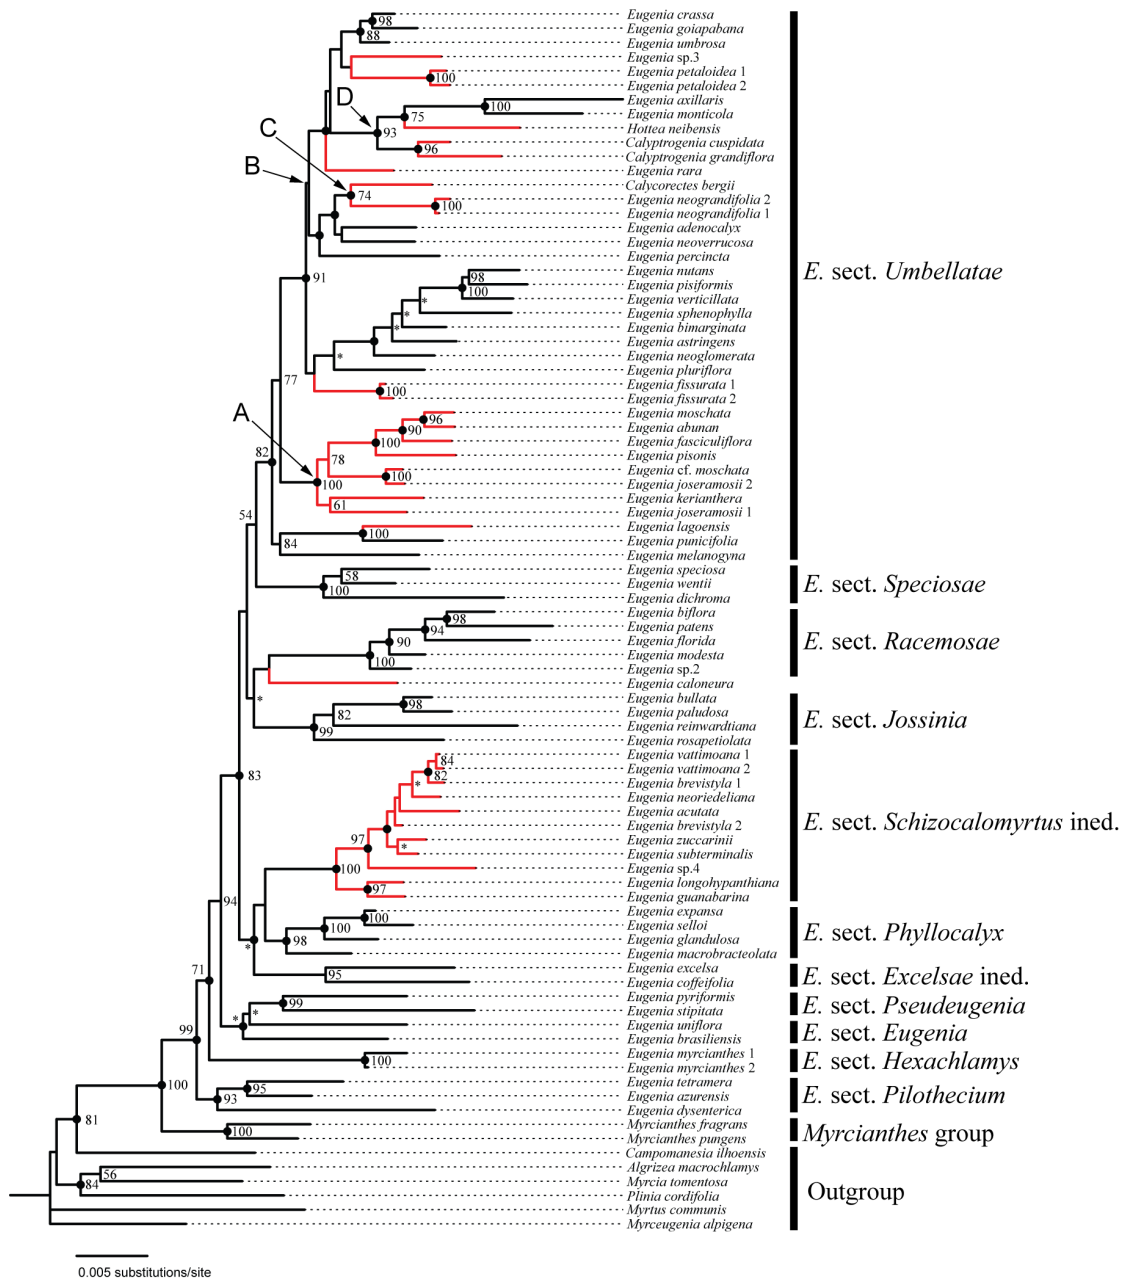 Eugenia crassa
98
Eugenia goiapabana
88
Eugenia umbrosa
Eugenia sp.3
Eugenia petaloidea 1
100
Eugenia petaloidea 2
D
Eugenia axillaris
100
Eugenia monticola
75
C
Hottea neibensis
93
Calyptrogenia cuspidata
96
Calyptrogenia grandiflora
B
Eugenia rara
Calycorectes bergii
74
Eugenia neograndifolia 2
100
Eugenia neograndifolia 1
Eugenia adenocalyx
Eugenia neoverrucosa
Eugenia percincta
Eugenia nutans
E. sect. Umbellatae
91
98
Eugenia pisiformis
100
Eugenia verticillata
*
Eugenia sphenophylla
*
Eugenia bimarginata
*
Eugenia astringens
Eugenia neoglomerata
*
Eugenia pluriflora
77
Eugenia fissurata 1
100
Eugenia fissurata 2
A
Eugenia moschata
96
Eugenia abunan
90
Eugenia fasciculiflora
100
82
Eugenia pisonis
78
Eugenia cf. moschata
100
Eugenia joseramosii 2
100
Eugenia kerianthera
61
Eugenia joseramosii 1
54
Eugenia lagoensis
100
Eugenia punicifolia
84
Eugenia melanogyna
Eugenia speciosa
58
Eugenia wentii
E. sect. Speciosae
100
Eugenia dichroma
Eugenia biflora
98
Eugenia patens
94
Eugenia florida
E. sect. Racemosae
90
Eugenia modesta
100
Eugenia sp.2
Eugenia caloneura
*
Eugenia bullata
98
Eugenia paludosa
82
E. sect. Jossinia
Eugenia reinwardtiana
99
Eugenia rosapetiolata
Eugenia vattimoana 1
84
Eugenia vattimoana 2
83
82
*
Eugenia brevistyla 1
Eugenia neoriedeliana
Eugenia acutata
E. sect. Schizocalomyrtus ined.
Eugenia brevistyla 2
97
Eugenia zuccarinii
*
Eugenia subterminalis
100
Eugenia sp.4
Eugenia longohypanthiana
97
Eugenia guanabarina
94
Eugenia expansa
100
Eugenia selloi
100
E. sect. Phyllocalyx
Eugenia glandulosa
98
*
Eugenia macrobracteolata
Eugenia excelsa
71
95
E. sect. Excelsae ined.
Eugenia coffeifolia
Eugenia pyriformis
99
E. sect. Pseudeugenia
Eugenia stipitata
*
*
Eugenia uniflora
99
E. sect. Eugenia
Eugenia brasiliensis
Eugenia myrcianthes 1
100
E. sect. Hexachlamys
Eugenia myrcianthes 2
100
Eugenia tetramera
95
Eugenia azurensis
E. sect. Pilothecium
93
Eugenia dysenterica
81
Myrcianthes fragrans
100
Myrcianthes group
Myrcianthes pungens
Campomanesia ilhoensis
Algrizea macrochlamys
56
Myrcia tomentosa
84
Outgroup
Plinia cordifolia
Myrtus communis
Myrceugenia alpigena
0.005 substitutions/site